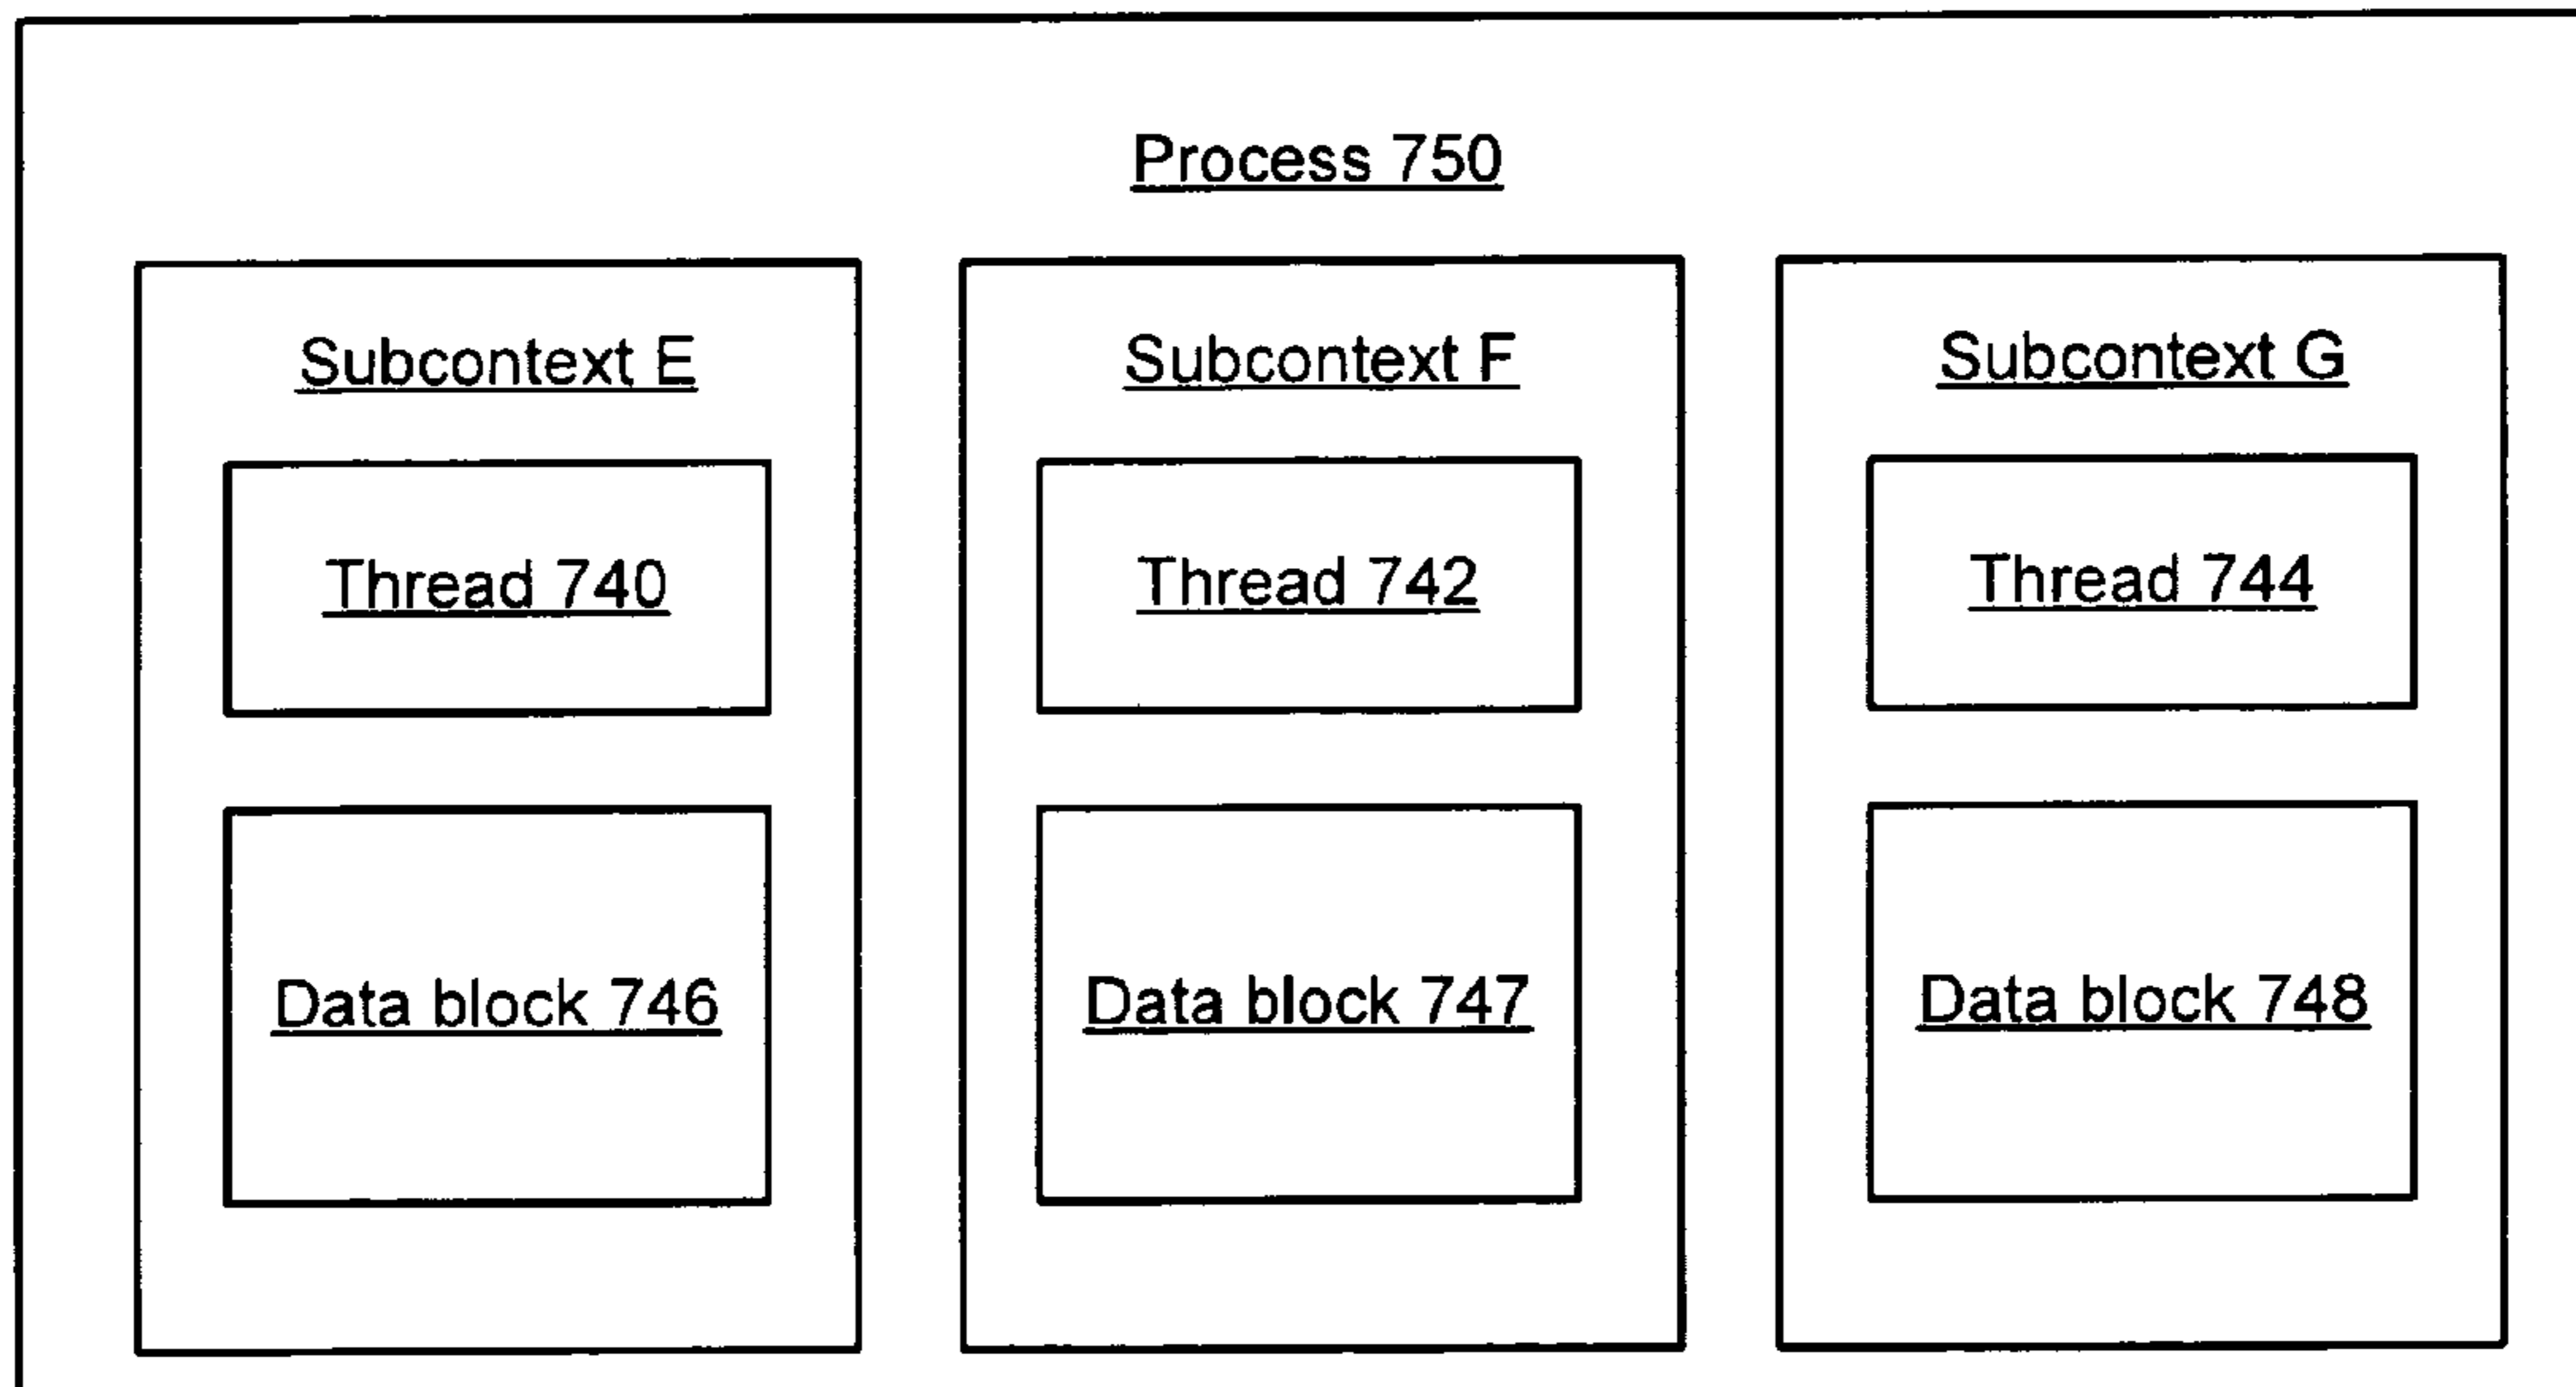 Process 750
Subcontext E
Subcontext F
Subcontext G
Thread 740
Thread 742
Thread 744
Data block 746
Data block 747
Data block 748